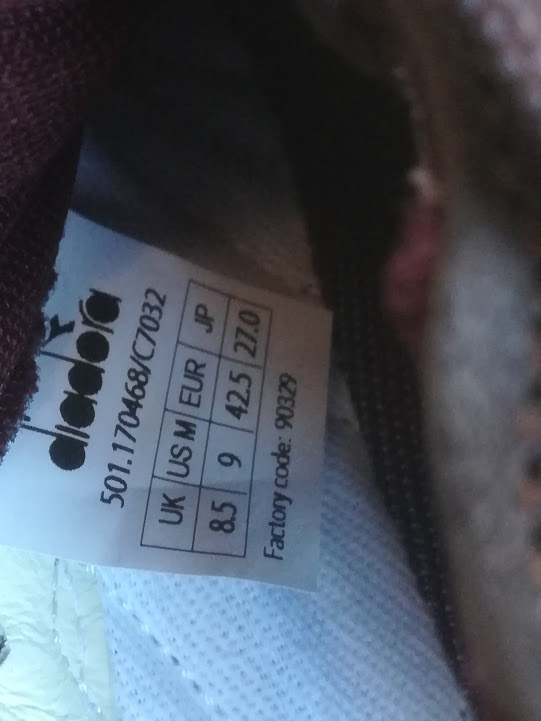 diadora
501.170468/C7032
UK US M EUR JP
8.5 9 42.5 27.0
Factory code: 90329